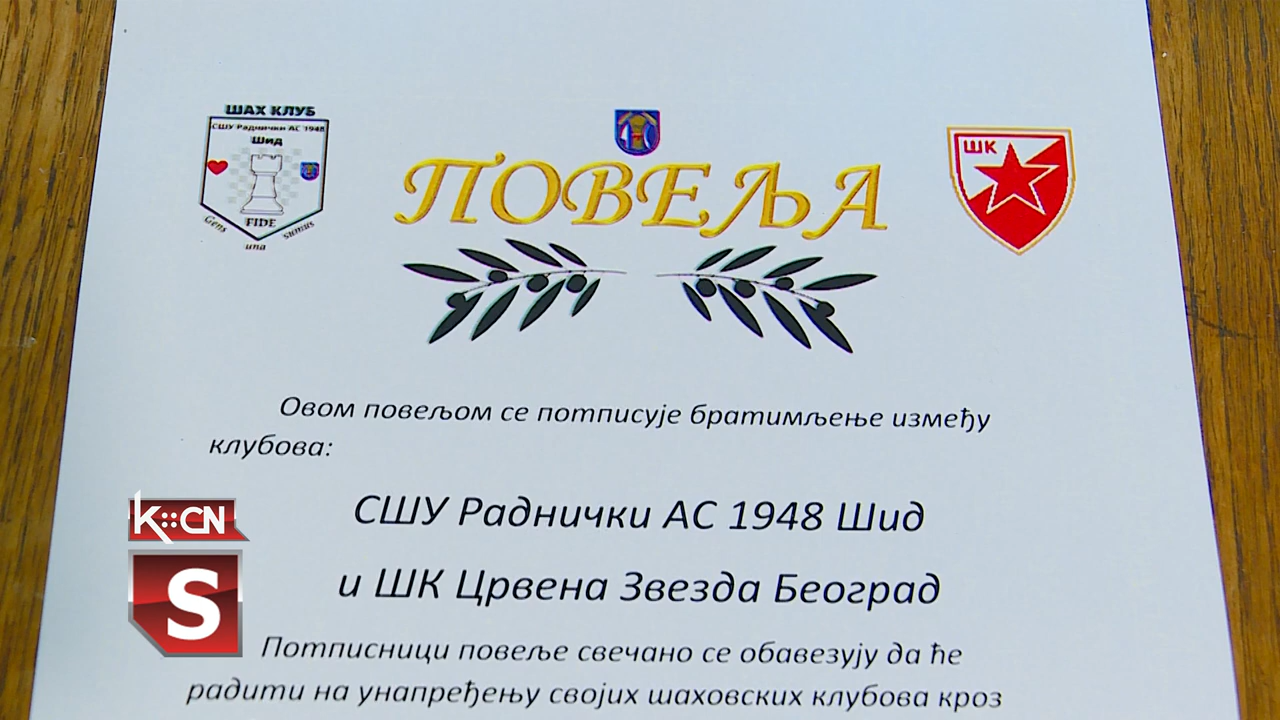 ШАХ КЛУБ
СШУ Раднички АС 1948
Шид
FIDE
Gens una sumus
ПОВЕЉА
ШК
Овом повељом се потписује братимљење између
клубова:
СШУ Раднички АС 1948 Шид
и ШК Црвена Звезда Београд
Потписници повеље свечано се обавезују да ће
радити на унапређењу својих шаховских клубова кроз
K::CN
S